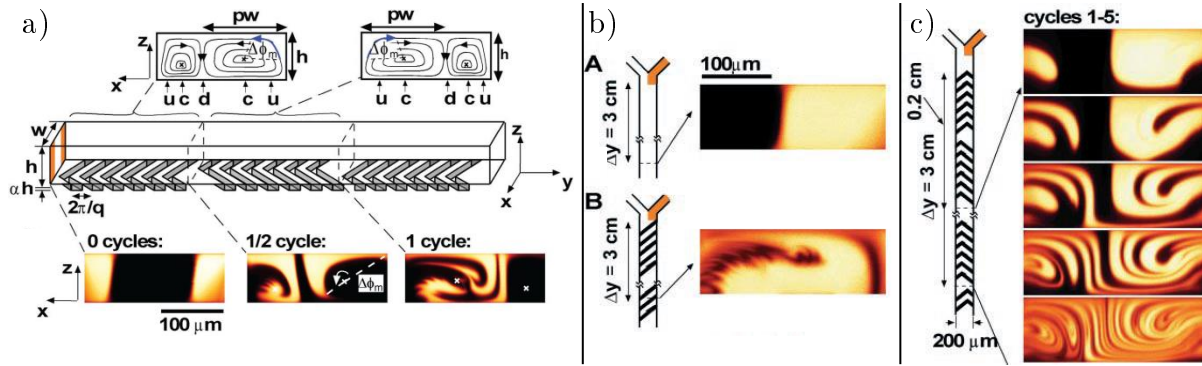 a)
pw
pw
z
Δϕm
h
Δϕm
h
x
u c d c u
u c d c u
w
h
αh
2π/q
z
y
x
0 cycles:
1/2 cycle:
1 cycle:
z
x
Δϕm
100 μm
b)
A
100μm
Δy = 3 cm
B
Δy = 3 cm
c)
cycles 1-5:
0.2 cm
Δy = 3 cm
200 μm